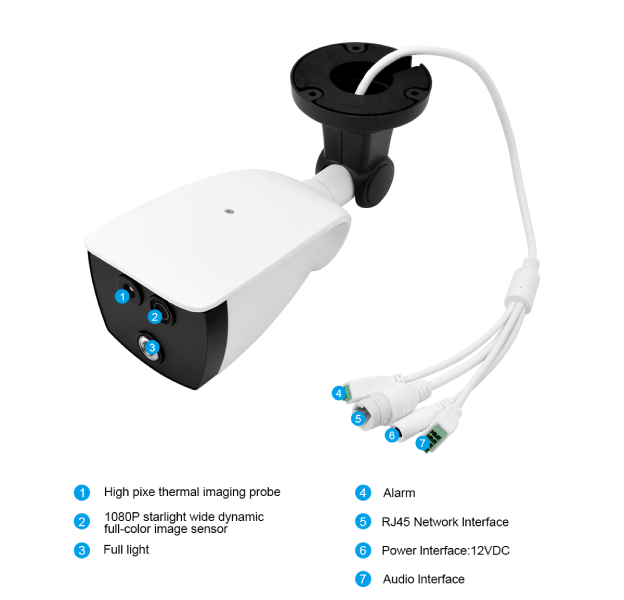 1
2
3
4
5
6
7
1 High pixe thermal imaging probe
2 1080P starlight wide dynamic
full-color image sensor
3 Full light
4 Alarm
5 RJ45 Network Interface
6 Power Interface:12VDC
7 Audio Interface